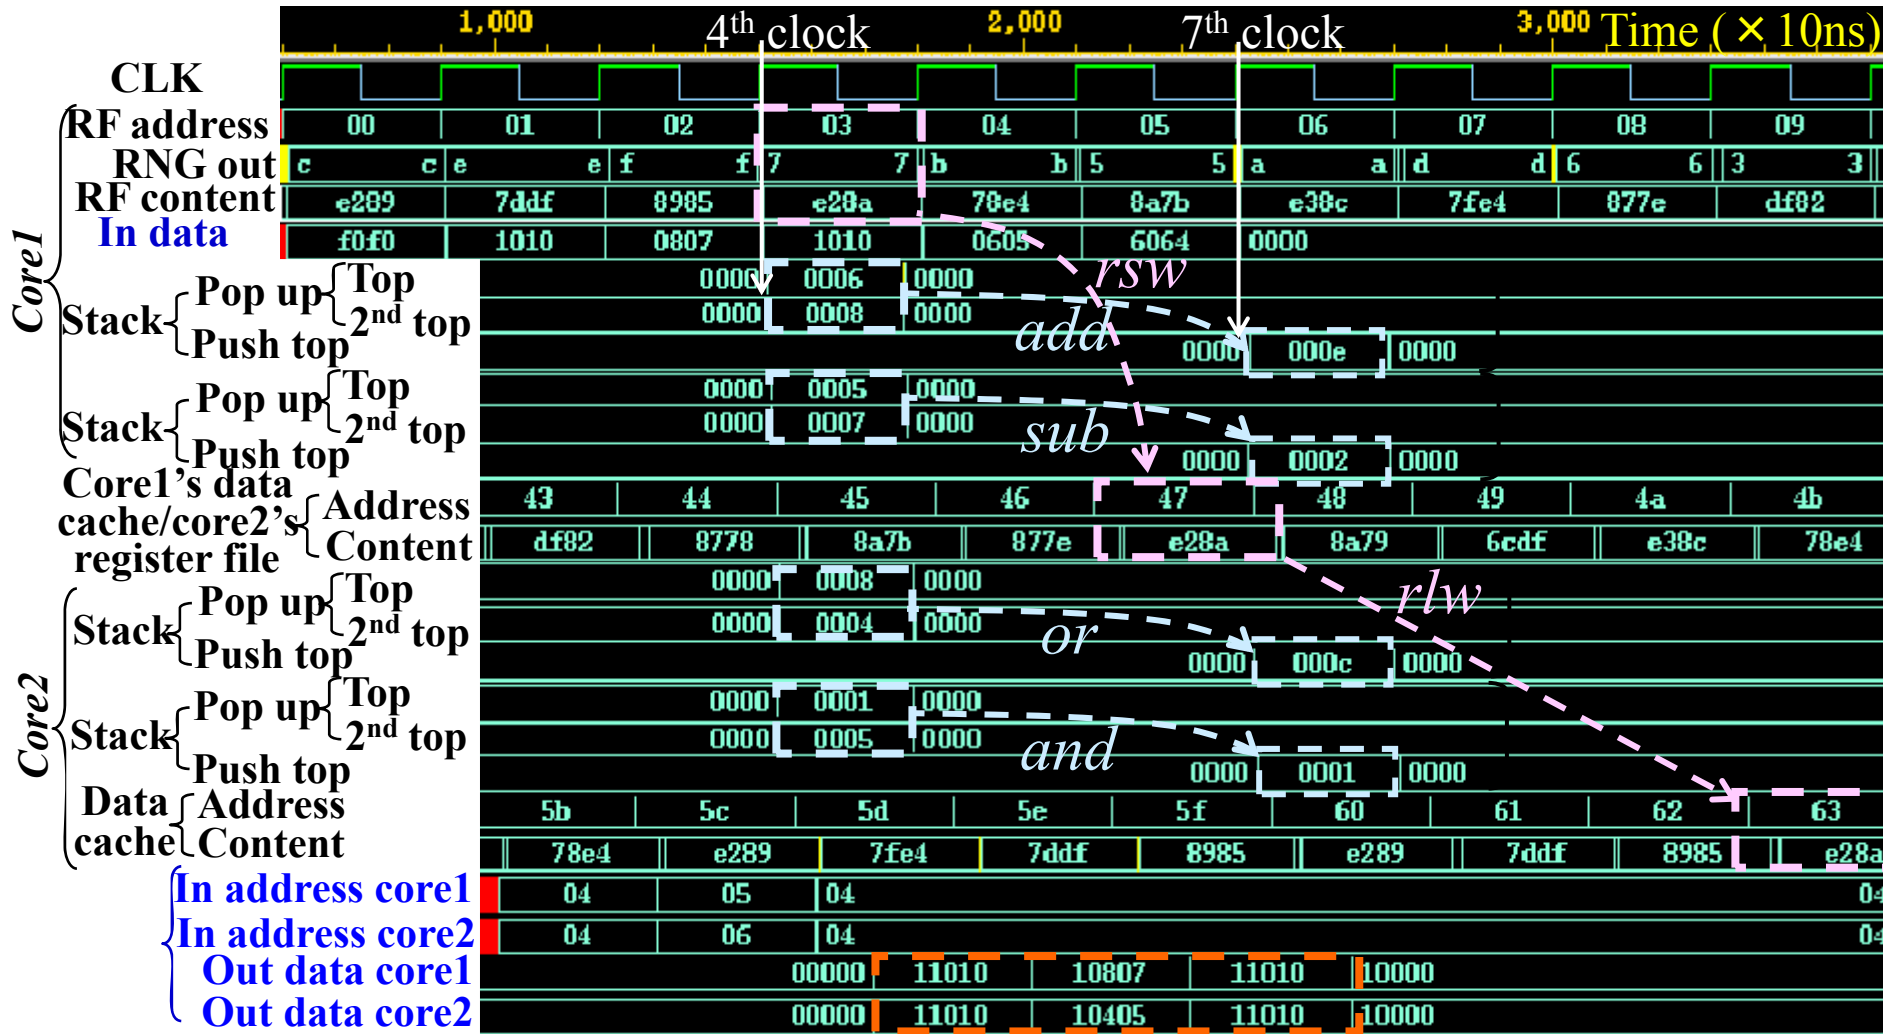 1,000 2,000 3,000 Time ( × 10ns)
4th clock 7th clock
CLK
Core1
RF address 00 01 02 03 04 05 06 07 08 09
RNG out c c e e f f 7 7 b b 5 5 a a d d 6 6 3 3
RF content e289 7ddf 8985 e28a 78e4 8a7b e38c 7fe4 877e df82
In data f0f0 1010 0807 1010 0605 6064 0000
rsw
Stack Pop up Top 0000 0006 0000
2nd top 0000 0008 0000
add
Push top 0000 000e 0000
Stack Pop up Top 0000 0005 0000
2nd top 0000 0007 0000
sub
Push top 0000 0002 0000
Core1's data cache/core2's register file
Address 43 44 45 46 47 48 49 4a 4b
Content df82 8778 8a7b 877e e28a 8a79 6cdf e38c 78e4
Core2
Stack Pop up Top 0000 0008 0000
rlw
2nd top 0000 0004 0000
or
Push top 0000 000c 0000
Stack Pop up Top 0000 0001 0000
2nd top 0000 0005 0000
and
Push top 0000 0001 0000
Data cache
Address 5b 5c 5d 5e 5f 60 61 62 63
Content 78e4 e289 7fe4 7ddf 8985 e289 7ddf 8985 e28a
In address core1 04 05 04 04
In address core2 04 06 04 04
Out data core1 00000 11010 10807 11010 10000
Out data core2 00000 11010 10405 11010 10000